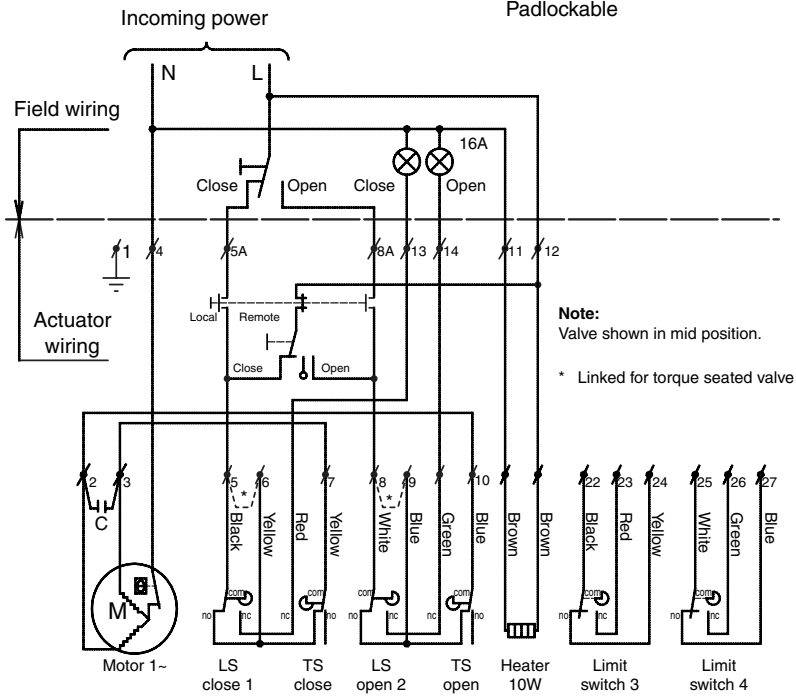 Incoming power
Padlockable
N L
Field wiring
16A
Close Open Close Open
1 4 5A 8A 13 14 11 12
Local Remote
Note:
Valve shown in mid position.
Actuator
wiring
Close Open
* Linked for torque seated valve
2 3 5 6 7 8 9 10 22 23 24 25 26 27
* *
C
Black Yellow Red Yellow White Blue Green Blue Brown Brown Black Red Yellow White Green Blue
M
com com com com com com
no nc nc no no nc nc no no nc no nc
Motor 1~ LS TS LS TS Heater Limit Limit
close 1 close open 2 open 10W switch 3 switch 4